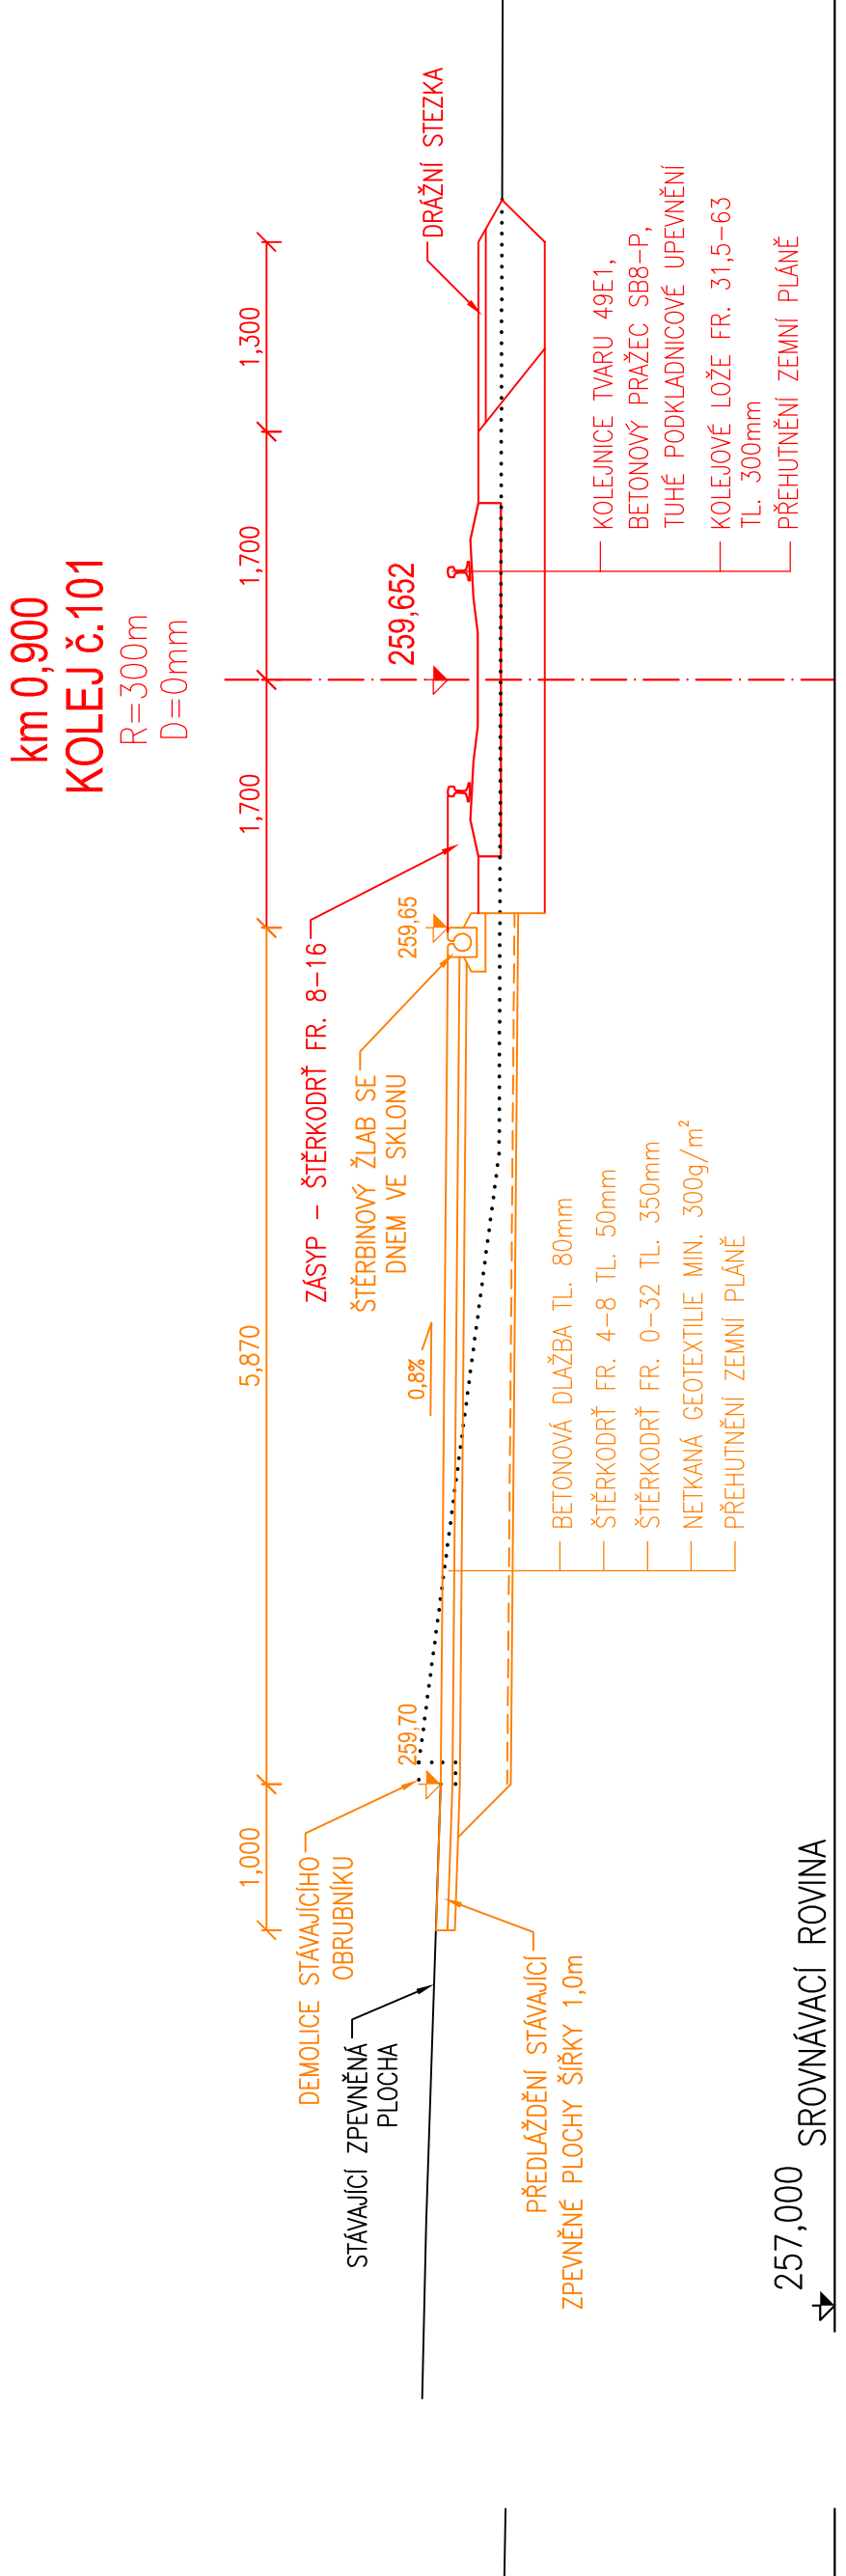 km 0,900
KOLEJ č.101
R=300m
D=0mm
1,000
5,870
1,700
1,700
1,300
DEMOLICE STÁVAJÍCÍHO
OBRUBNÍKU
ZÁSYP – ŠTĚRKODRŤ FR. 8–16
STÁVAJÍCÍ ZPEVNĚNÁ
PLOCHA
ŠTĚRBINOVÝ ŽLAB SE
DNEM VE SKLONU
259,70
0,8%
259,65
259,652
DRÁŽNÍ STEZKA
PŘEDLÁŽDĚNÍ STÁVAJÍCÍ
ZPEVNĚNÉ PLOCHY ŠÍŘKY 1,0m
BETONOVÁ DLAŽBA TL. 80mm
ŠTĚRKODRŤ FR. 4–8 TL. 50mm
ŠTĚRKODRŤ FR. 0–32 TL. 350mm
NETKANÁ GEOTEXTILIE MIN. 300g/m²
PŘEHUTNĚNÍ ZEMNÍ PLÁNĚ
KOLEJNICE TVARU 49E1,
BETONOVÝ PRAŽEC SB8–P,
TUHÉ PODKLADNICOVÉ UPEVNĚNÍ
KOLEJOVÉ LOŽE FR. 31,5–63
TL. 300mm
PŘEHUTNĚNÍ ZEMNÍ PLÁNĚ
257,000
SROVNÁVACÍ ROVINA